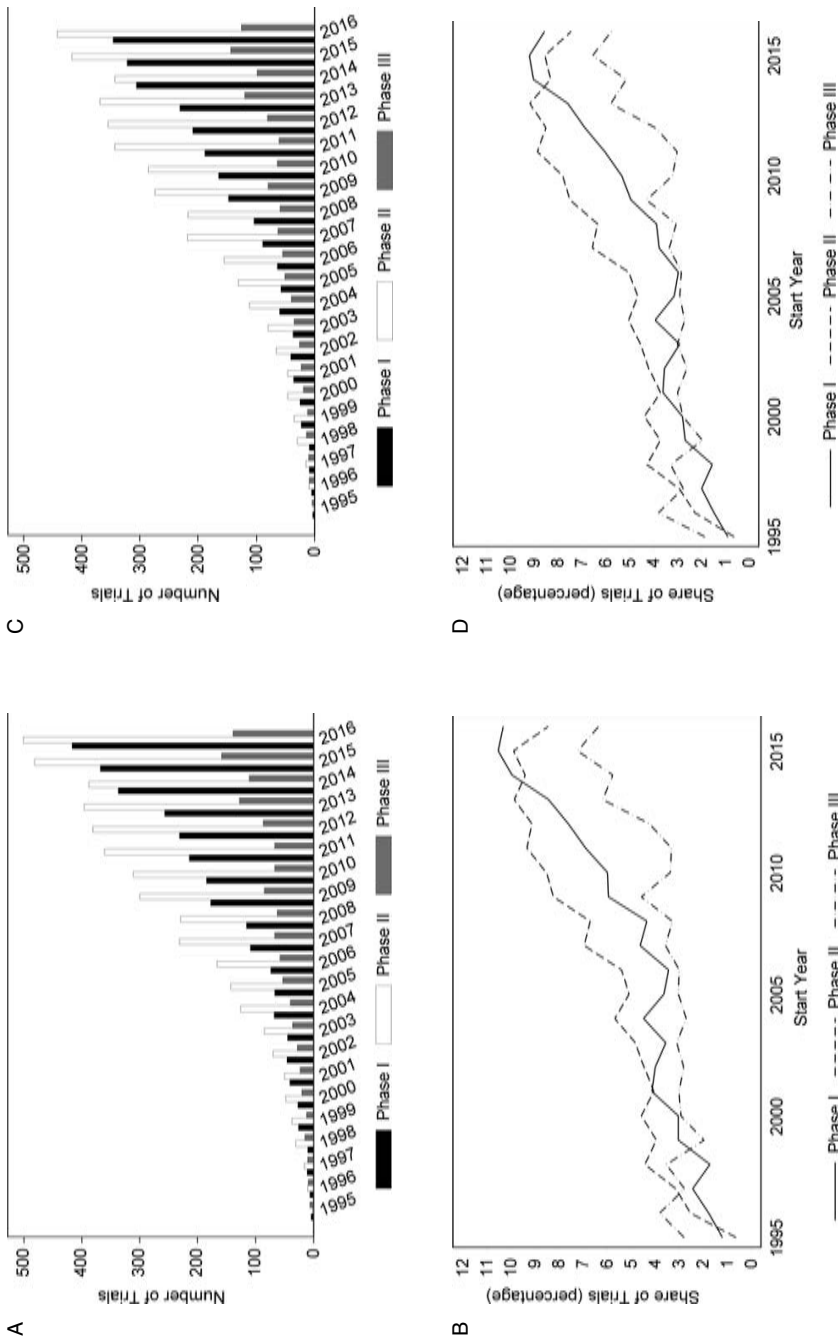 A
Number of Trials
500
400
300
200
100
0
1995 1996 1997 1998 1999 2000 2001 2002 2003 2004 2005 2006 2007 2008 2009 2010 2011 2012 2013 2014 2015 2016
Phase I Phase II Phase III
B
Share of Trials (percentage)
12
11
10
9
8
7
6
5
4
3
2
1
0
1995 2000 2005 2010 2015
Start Year
Phase I Phase II Phase III
C
Number of Trials
500
400
300
200
100
0
1995 1996 1997 1998 1999 2000 2001 2002 2003 2004 2005 2006 2007 2008 2009 2010 2011 2012 2013 2014 2015 2016
Phase I Phase II Phase III
D
Share of Trials (percentage)
12
11
10
9
8
7
6
5
4
3
2
1
0
1995 2000 2005 2010 2015
Start Year
Phase I Phase II Phase III